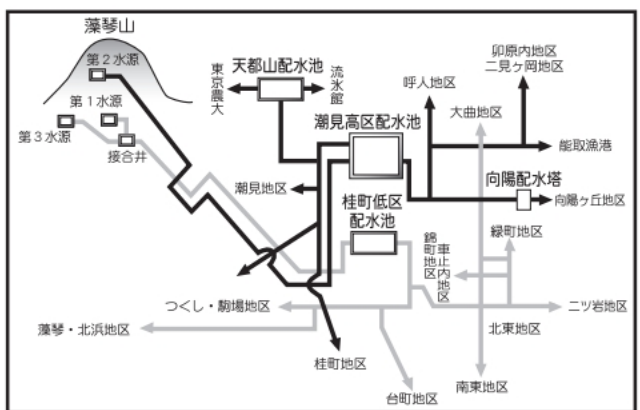 藻琴山
第2水源
第1水源
第3水源
接合井
東京農大
天都山配水池
流氷館
呼人地区
卯原内地区
二見ヶ岡地区
大曲地区
能取漁港
潮見高区配水池
向陽配水塔
向陽ヶ丘地区
潮見地区
桂町低区
配水池
錦町地区
車止内地区
緑町地区
つくし・駒場地区
二ツ岩地区
藻琴・北浜地区
北東地区
桂町地区
台町地区
南東地区